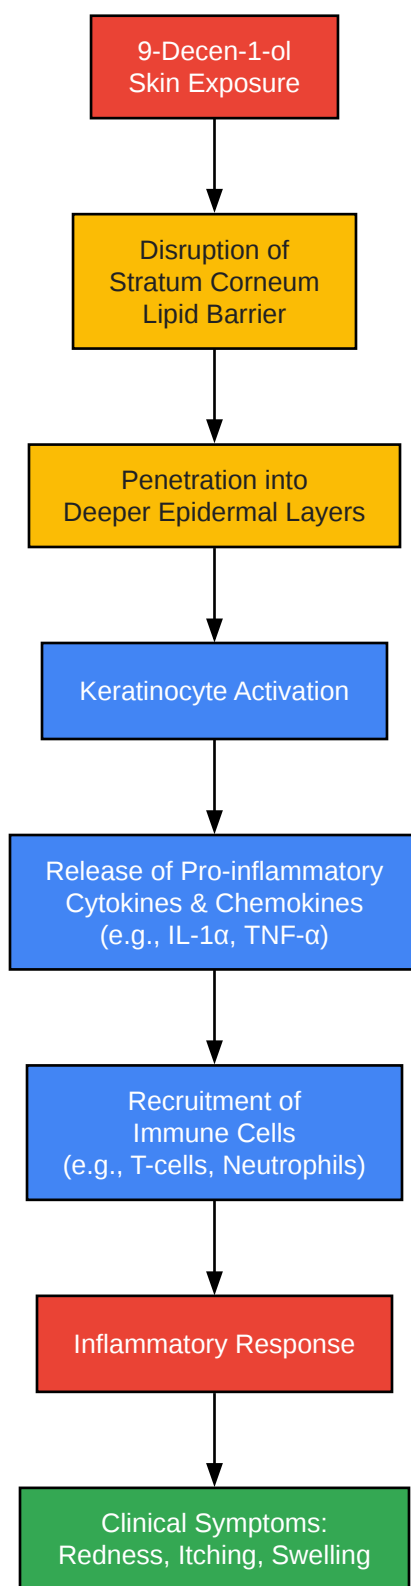 9-Decen-1-ol
Skin Exposure
Disruption of
Stratum Corneum
Lipid Barrier
Penetration into
Deeper Epidermal Layers
Keratinocyte Activation
Release of Pro-inflammatory
Cytokines & Chemokines
(e.g., IL-1α, TNF-α)
Recruitment of
Immune Cells
(e.g., T-cells, Neutrophils)
Inflammatory Response
Clinical Symptoms:
Redness, Itching, Swelling